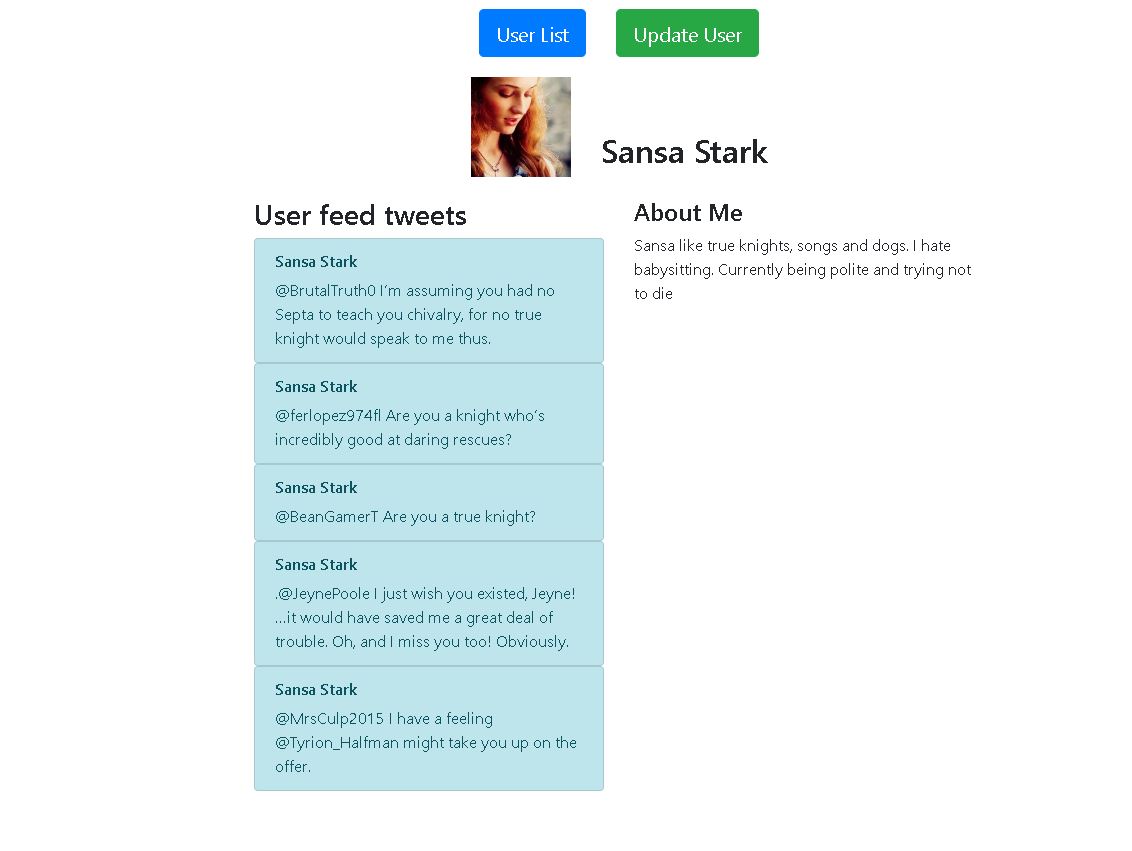 User List
Update User
Sansa Stark
User feed tweets
Sansa Stark
@BrutalTruth0 I'm assuming you had no
Septa to teach you chivalry, for no true
knight would speak to me thus.
Sansa Stark
@ferlopez974fl Are you a knight who's
incredibly good at daring rescues?
Sansa Stark
@BeanGamerT Are you a true knight?
Sansa Stark
.@JeynePoole I just wish you existed, Jeyne!
...it would have saved me a great deal of
trouble. Oh, and I miss you too! Obviously.
Sansa Stark
@MrsCulp2015 I have a feeling
@Tyrion_Halfman might take you up on the
offer.
About Me
Sansa like true knights, songs and dogs. I hate
babysitting. Currently being polite and trying not
to die